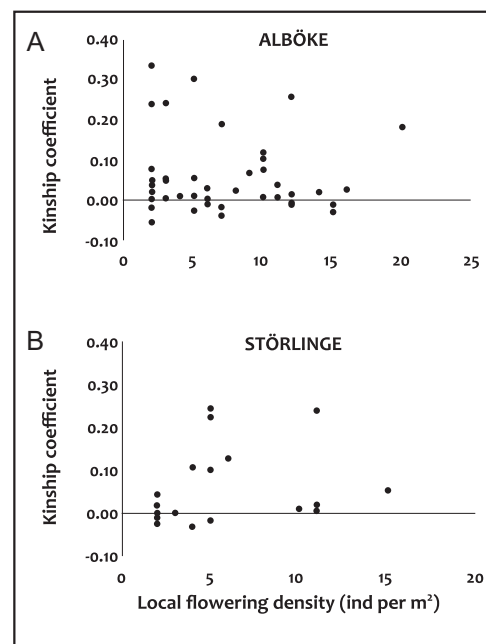 A
ALBÖKE
Kinship coefficient
0.40
0.30
0.20
0.10
0.00
-0.10
0 5 10 15 20 25
B
STÖRLINGE
Kinship coefficient
0.40
0.30
0.20
0.10
0.00
-0.10
0 5 10 15 20
Local flowering density (ind per m²)